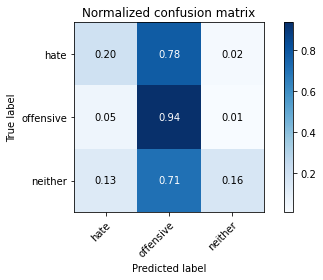 Normalized confusion matrix
True label
hate 0.20 0.78 0.02
offensive 0.05 0.94 0.01
neither 0.13 0.71 0.16
hate offensive neither
Predicted label
0.8
0.6
0.4
0.2